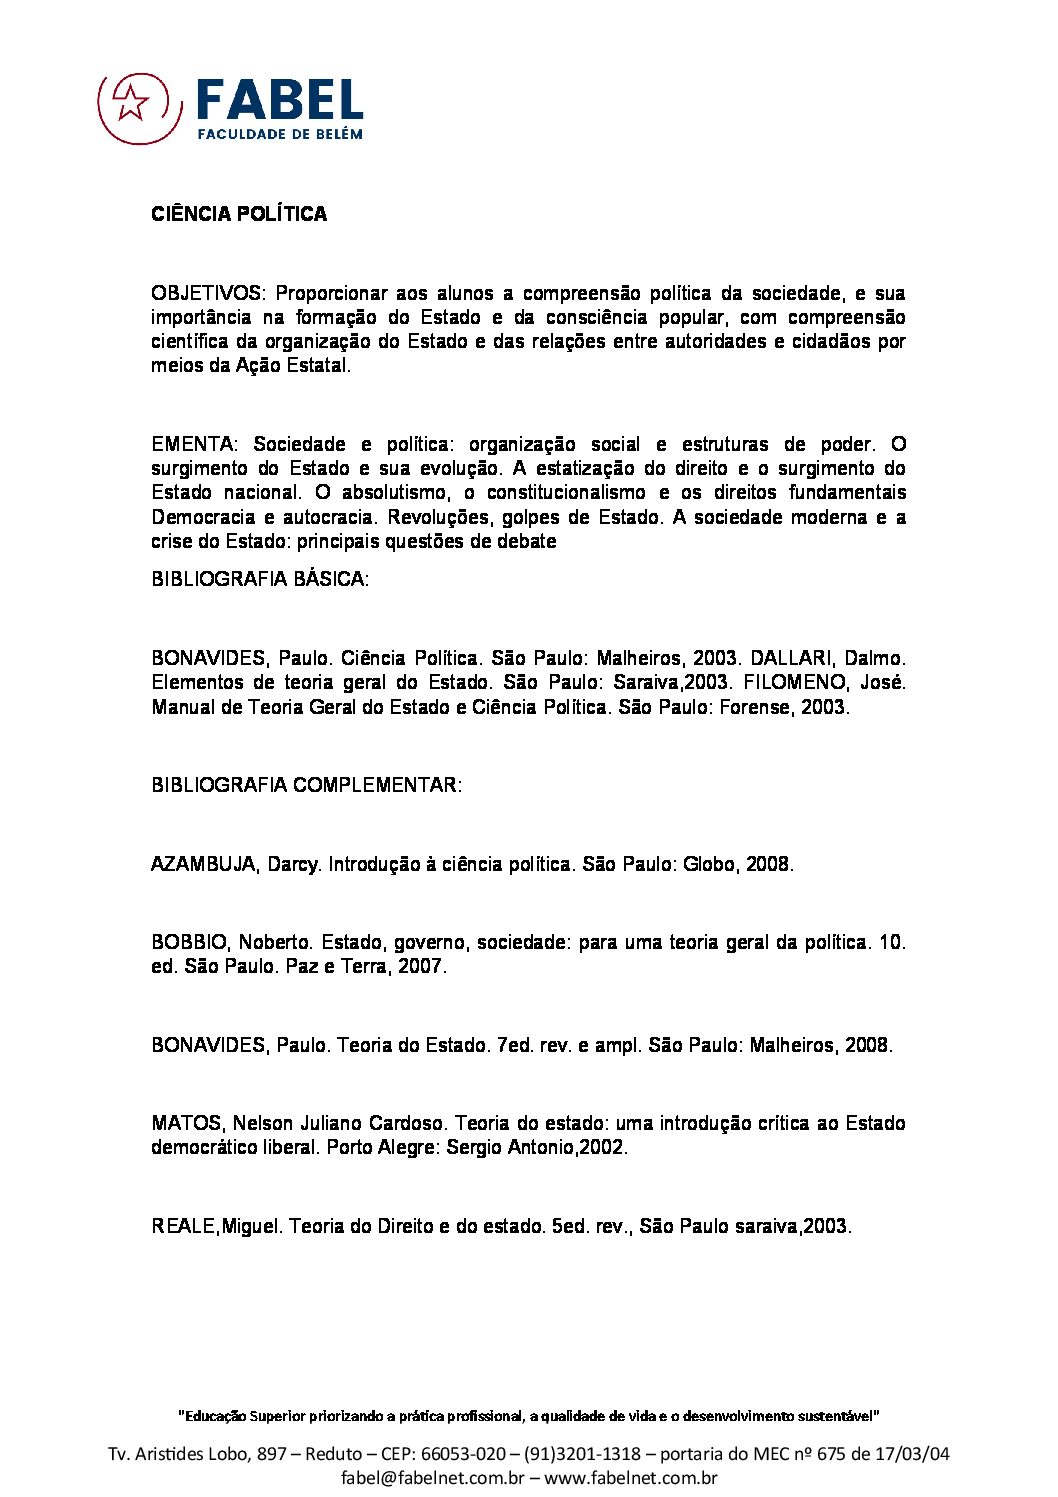 FABEL
FACULDADE DE BELÉM
CIÊNCIA POLÍTICA
OBJETIVOS: Proporcionar aos alunos a compreensão política da sociedade, e sua
importância na formação do Estado e da consciência popular, com compreensão
científica da organização do Estado e das relações entre autoridades e cidadãos por
meios da Ação Estatal.
EMENTA: Sociedade e política: organização social e estruturas de poder. O
surgimento do Estado e sua evolução. A estatização do direito e o surgimento do
Estado nacional. O absolutismo, o constitucionalismo e os direitos fundamentais
Democracia e autocracia. Revoluções, golpes de Estado. A sociedade moderna e a
crise do Estado: principais questões de debate
BIBLIOGRAFIA BÁSICA:
BONAVIDES, Paulo. Ciência Política. São Paulo: Malheiros, 2003. DALLARI, Dalmo.
Elementos de teoria geral do Estado. São Paulo: Saraiva,2003. FILOMENO, José.
Manual de Teoria Geral do Estado e Ciência Política. São Paulo: Forense, 2003.
BIBLIOGRAFIA COMPLEMENTAR:
AZAMBUJA, Darcy. Introdução à ciência política. São Paulo: Globo, 2008.
BOBBIO, Noberto. Estado, governo, sociedade: para uma teoria geral da política. 10.
ed. São Paulo. Paz e Terra, 2007.
BONAVIDES, Paulo. Teoria do Estado. 7ed. rev. e ampl. São Paulo: Malheiros, 2008.
MATOS, Nelson Juliano Cardoso. Teoria do estado: uma introdução crítica ao Estado
democrático liberal. Porto Alegre: Sergio Antonio,2002.
REALE,Miguel. Teoria do Direito e do estado. 5ed. rev., São Paulo saraiva,2003.
"Educação Superior priorizando a prática profissional, a qualidade de vida e o desenvolvimento sustentável"
Tv. Aristides Lobo, 897 – Reduto – CEP: 66053-020 – (91)3201-1318 – portaria do MEC nº 675 de 17/03/04
fabel@fabelnet.com.br – www.fabelnet.com.br